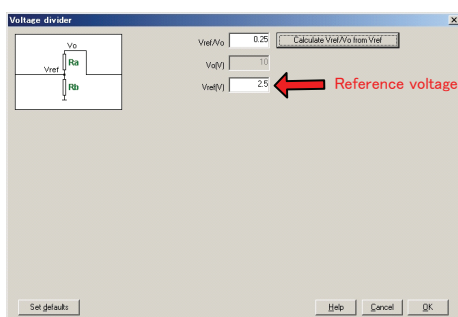 Voltage divider
Vo
Ra
Vref
Rb
Vref/Vo 0.25 Calculate Vref/Vo from Vref
Vo(V) 10
Vref(V) 2.5 Reference voltage
Set defaults Help Cancel OK